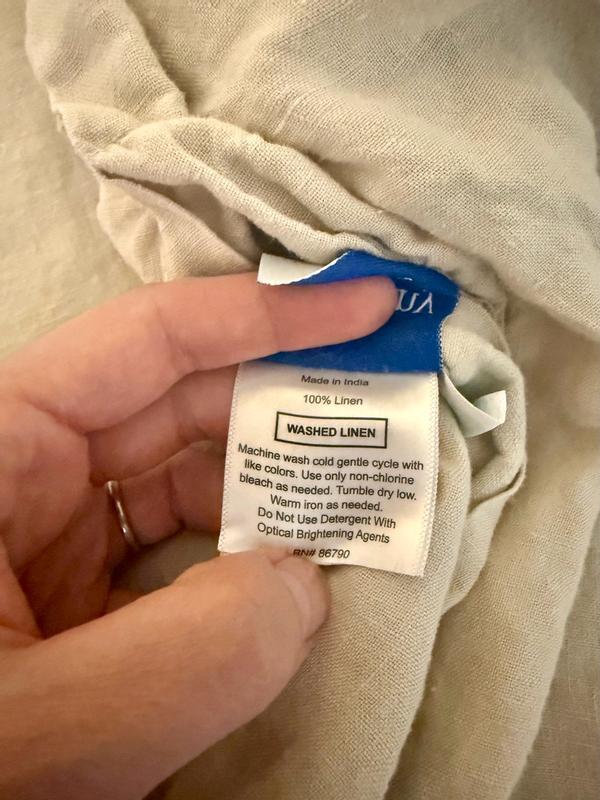 Made in India
100% Linen
WASHED LINEN
Machine wash cold gentle cycle with
like colors. Use only non-chlorine
bleach as needed. Tumble dry low.
Warm iron as needed.
Do Not Use Detergent With
Optical Brightening Agents
RN# 86790